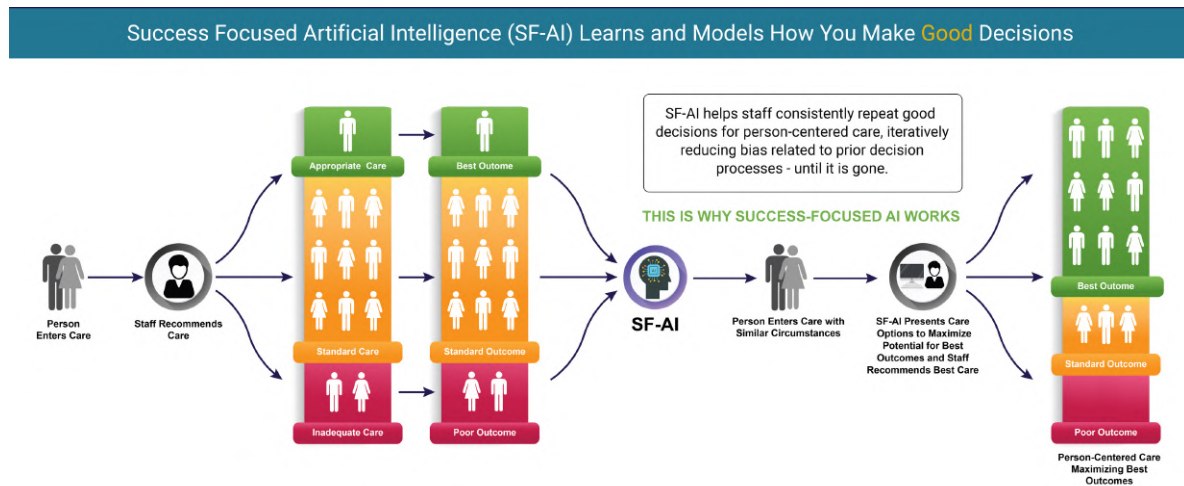 Success Focused Artificial Intelligence (SF-AI) Learns and Models How You Make Good Decisions
Person
Enters Care
Staff Recommends
Care
Appropriate Care
Standard Care
Inadequate Care
Best Outome
Standard Outcome
Poor Outcome
SF-AI helps staff consistently repeat good
decisions for person-centered care, iteratively
reducing bias related to prior decision
processes - until it is gone.
THIS IS WHY SUCCESS-FOCUSED AI WORKS
SF-AI
Person Enters Care with
Similar Circumstances
SF-AI Presents Care
Options to Maximize
Potential for Best
Outcomes and Staff
Recommends Best Care
Best Outome
Standard Outcome
Poor Outcome
Person-Centered Care
Maximizing Best
Outcomes